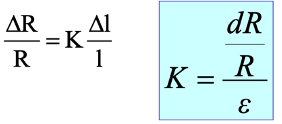 ΔR/R = K Δl/l
K = (dR/R)/ε